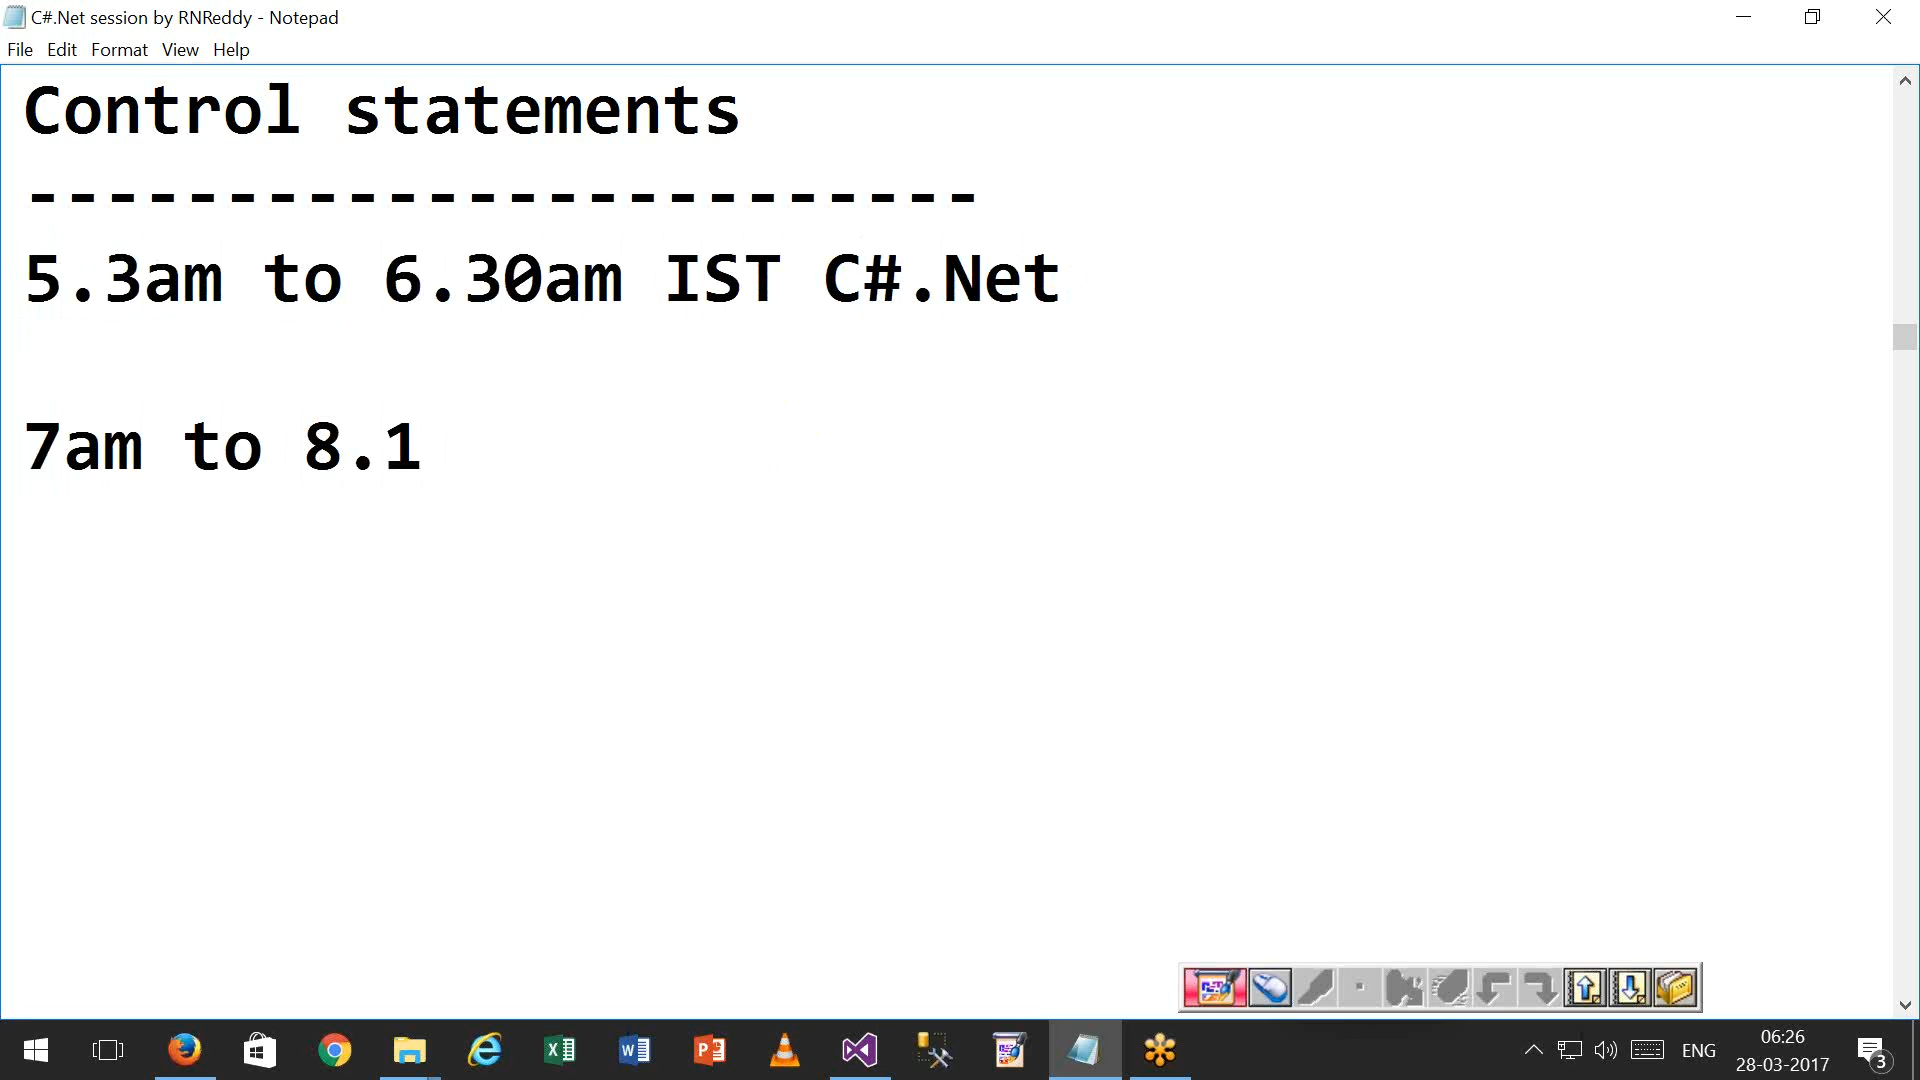 C#.Net session by RNReddy - Notepad
File Edit Format View Help
Control statements
------------------------
5.3am to 6.30am IST C#.Net
7am to 8.1
ENG
06:26
28-03-2017
3